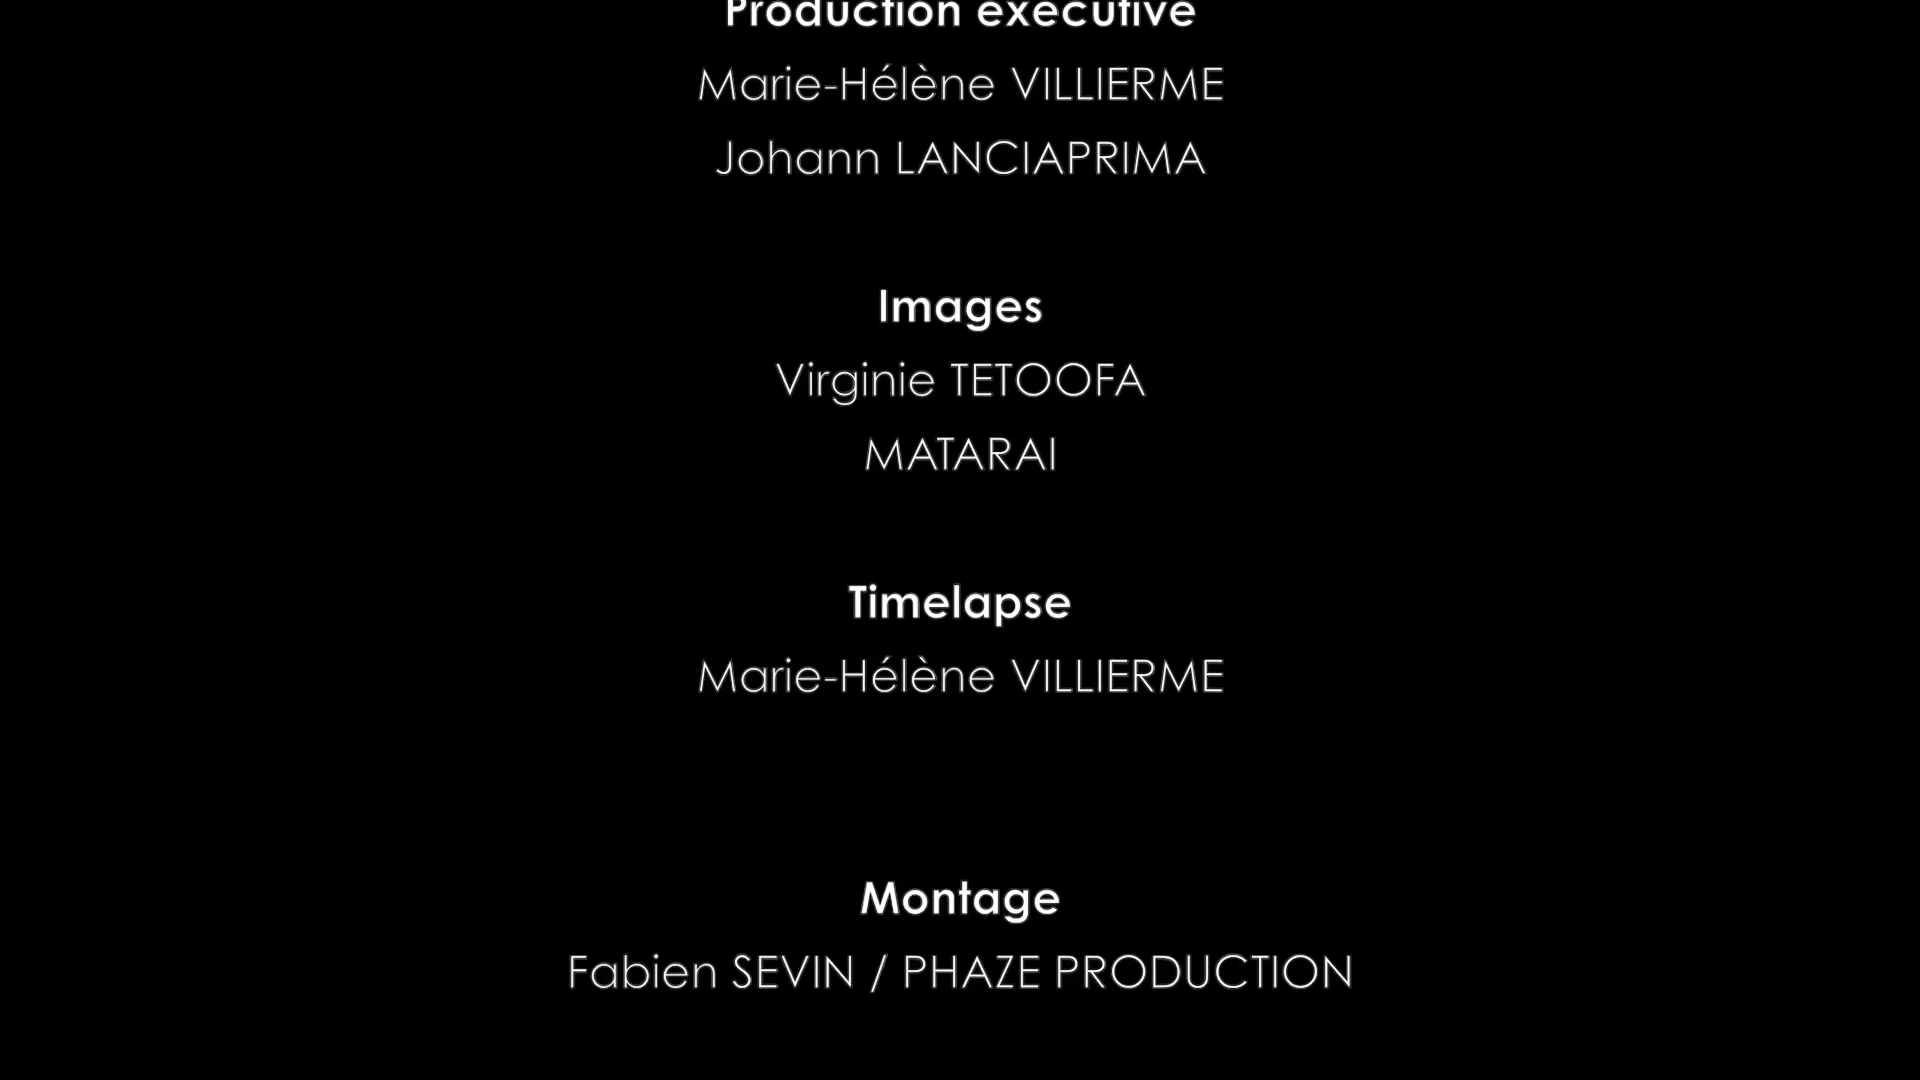 Production exécutive
Marie-Hélène VILLIERME
Johann LANCIAPRIMA
Images
Virginie TETOOFA
MATARAI
Timelapse
Marie-Hélène VILLIERME
Montage
Fabien SEVIN / PHAZE PRODUCTION